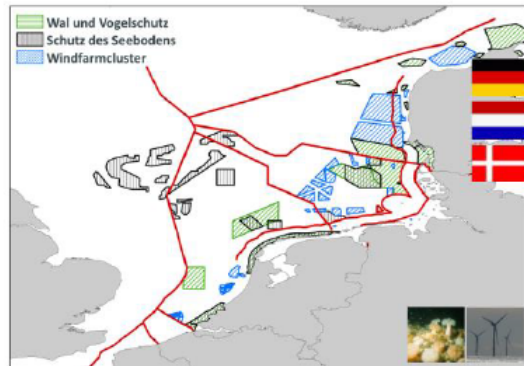 Wal und Vogelschutz
Schutz des Seebodens
Windfarmcluster